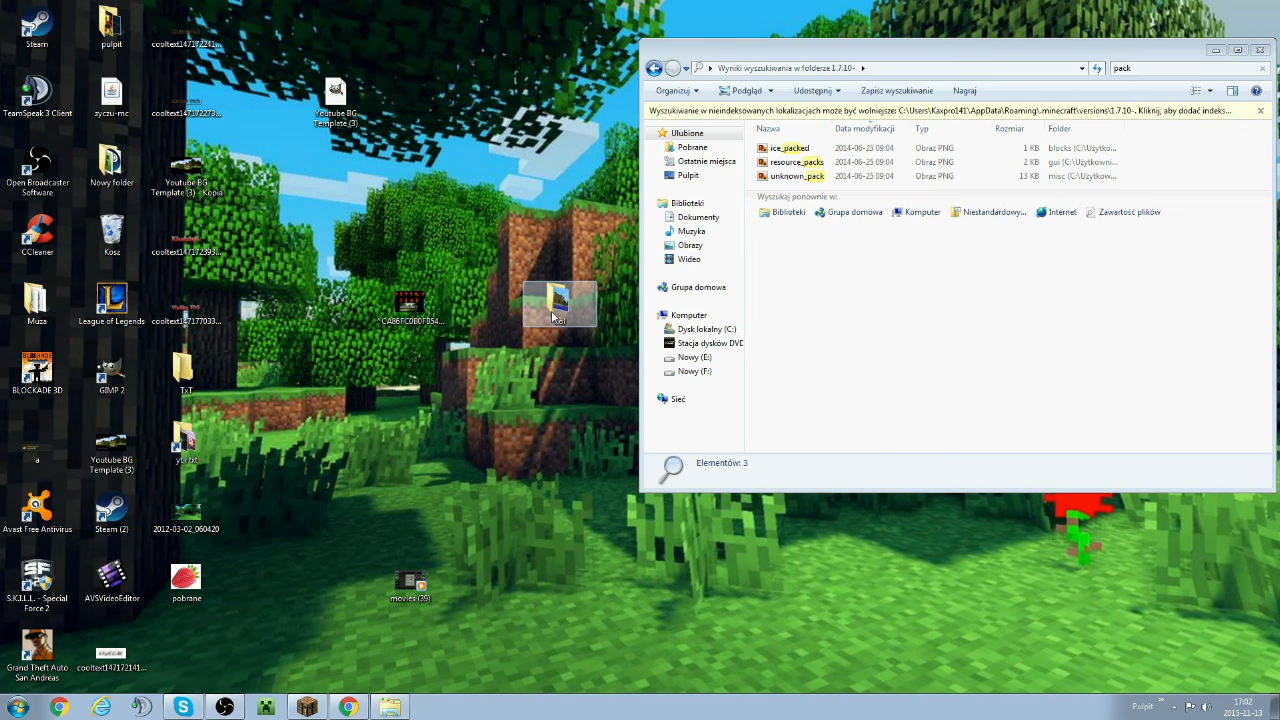 Steam
pulpit
cooltext147172241...
TeamSpeak 3 Client
zyczu-mc
cooltext147172273...
Youtube BG
Template (3)
Open Broadcaster
Software
Nowy folder
Youtube BG
Template (3) - Kopia
CCleaner
Kosz
cooltext147172393...
Muza
League of Legends
cooltext147177033...
^CA86FC0B0FB54...
Kol
BLOCKADE 3D
GIMP 2
TxT
a
Youtube BG
Template (3)
yt+txt
Avast Free Antivirus
Steam (2)
2012-03-02_060420
S.K.I.L.L. - Special
Force 2
AVSVideoEditor
pobrane
movies (39)
Grand Theft Auto
San Andreas
cooltext147172141...
Wyniki wyszukiwania w folderze 1.7.10-
pack
Organizuj
Podgląd
Udostępnij
Zapisz wyszukiwanie
Nagraj
Wyszukiwanie w nieindeksowanych lokalizacjach może być wolniejsze: C:\Users\Kaxpro141\AppData\Roaming\.minecraft\versions\1.7.10-. Kliknij, aby dodać indeks...
Nazwa
Data modyfikacji
Typ
Rozmiar
Folder
ice_packed
2014-06-25 09:04
Obraz PNG
1 KB
blocks (C:\Użytko...
resource_packs
2014-06-25 09:04
Obraz PNG
2 KB
gui (C:\Użytkowni...
unknown_pack
2014-06-25 09:04
Obraz PNG
13 KB
misc (C:\Użytkow...
Wyszukaj ponownie w:
Biblioteki
Grupa domowa
Komputer
Niestandardowy...
Internet
Zawartość plików
Ulubione
Pobrane
Ostatnie miejsca
Pulpit
Biblioteki
Dokumenty
Muzyka
Obrazy
Wideo
Grupa domowa
Komputer
Dysk lokalny (C:)
Stacja dysków DVD
Nowy (E:)
Nowy (F:)
Sieć
Elementów: 3
Pulpit
17:02
2015-11-13